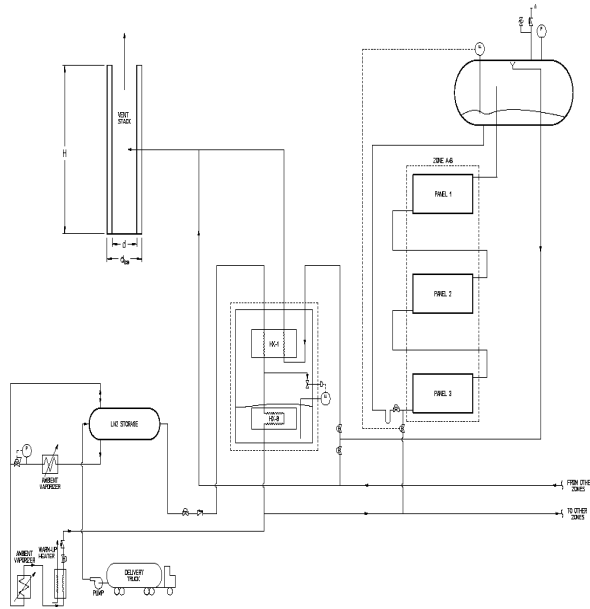 VENT
STACK
H
d
ZONE A-B
PANEL 1
PANEL 2
PANEL 3
HX-1
LN2 STORAGE
AMBIENT
VAPORIZER
AMBIENT
VAPORIZER
WARM-UP
HEATER
PUMP
DELIVERY
TRUCK
FROM OTHE
ZONES
TO OTHER
ZONES